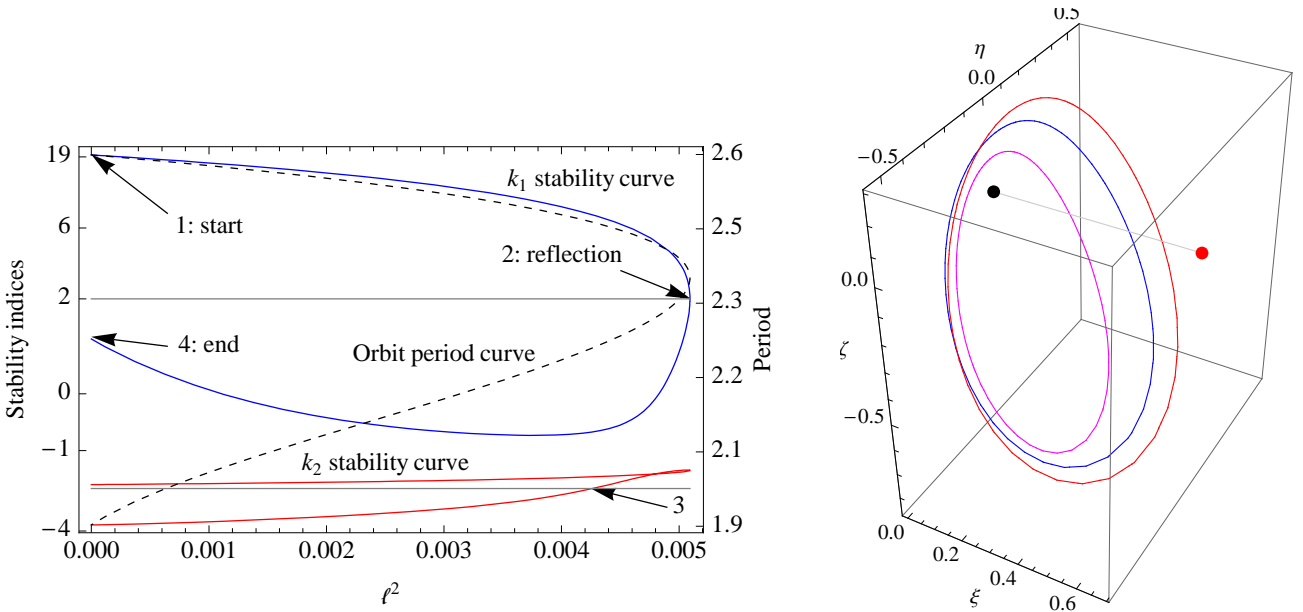 Stability indices
19
6
2
0
−1
−4
k₁ stability curve
1: start
2: reflection
4: end
Orbit period curve
k₂ stability curve
3
2.6
2.5
2.4
2.3
2.2
2.1
2.0
1.9
Period
0.000 0.001 0.002 0.003 0.004 0.005
ℓ²
0.5
η
0.0
−0.5
0.0
ζ
−0.5
0.0 0.2 0.4 0.6
ξ